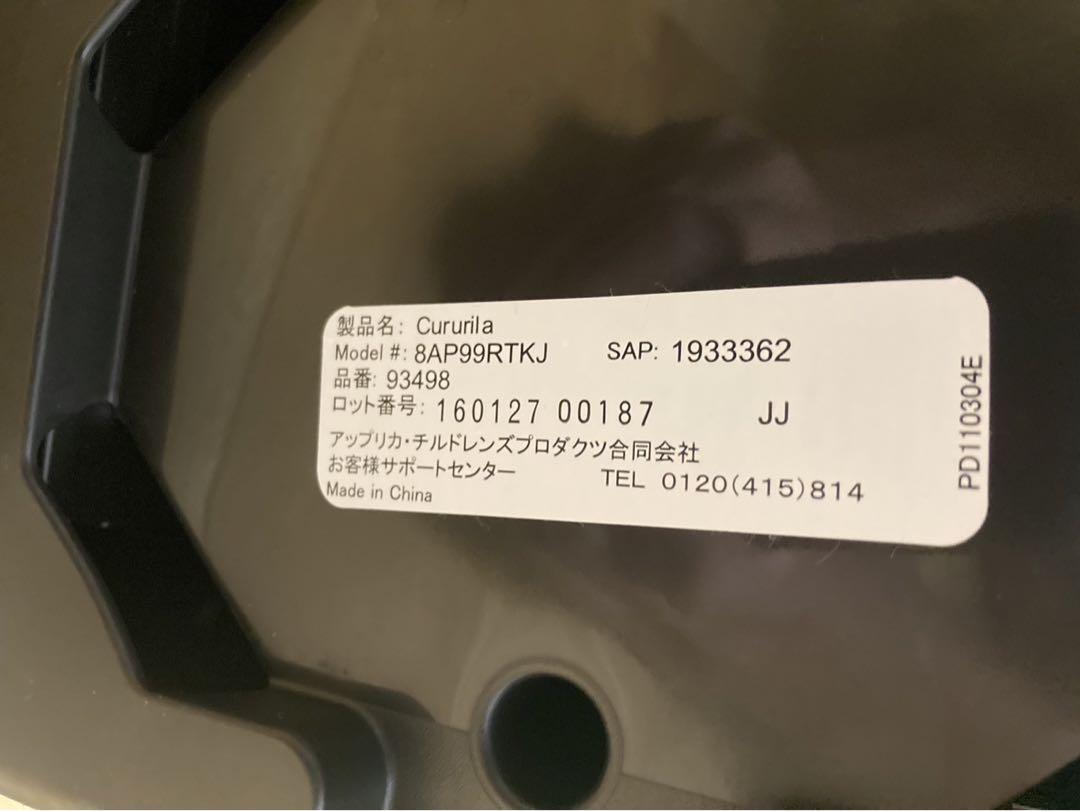 製品名: Cururila
Model #: 8AP99RTKJ SAP: 1933362
品番: 93498
ロット番号: 160127 00187 JJ
アップリカ・チルドレンズプロダクツ合同会社
お客様サポートセンター TEL 0120(415)814
Made in China
PD110304E